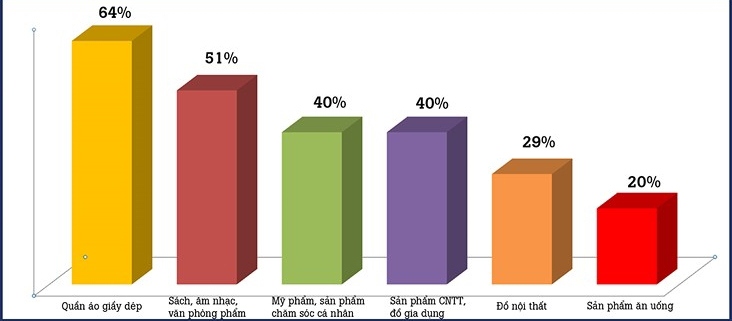 64%
51%
40%
40%
29%
20%
Quần áo giấy dép
Sách, âm nhạc,
văn phòng phẩm
Mỹ phẩm, sản phẩm
chăm sóc cá nhân
Sản phẩm CNTT,
đồ gia dụng
Đồ nội thất
Sản phẩm ăn uống